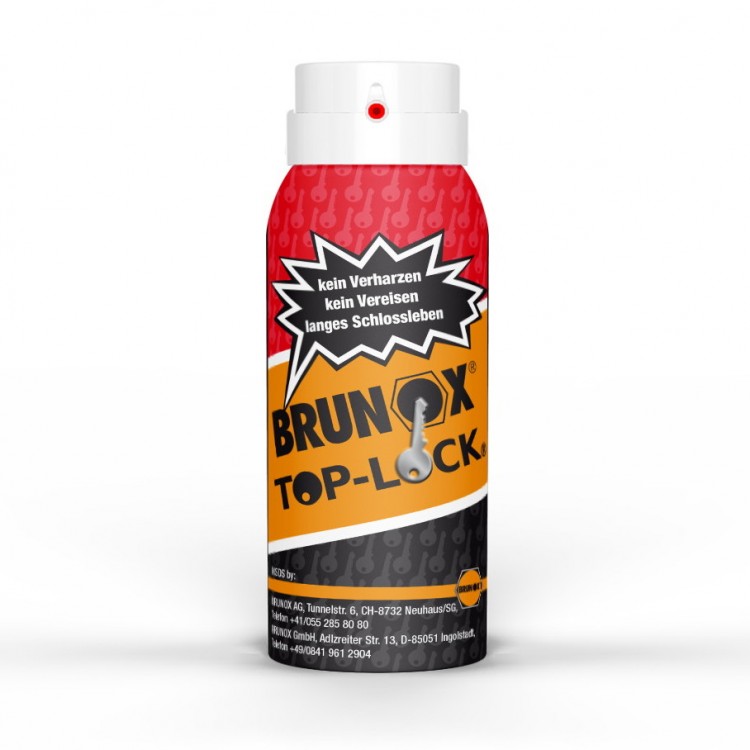 kein Verharzen
kein Vereisen
langes Schlossleben
BRUNOX®
TOP-LOCK®
MSDS by:
BRUNOX'
BRUNOX AG, Tunnelstr. 6, CH-8732 Neuhaus/SG,
Telefon +41/055 285 80 80
BRUNOX GmbH, Adlzreiter Str. 13, D-85051 Ingolstadt,
Telefon +49/0841 961 2904